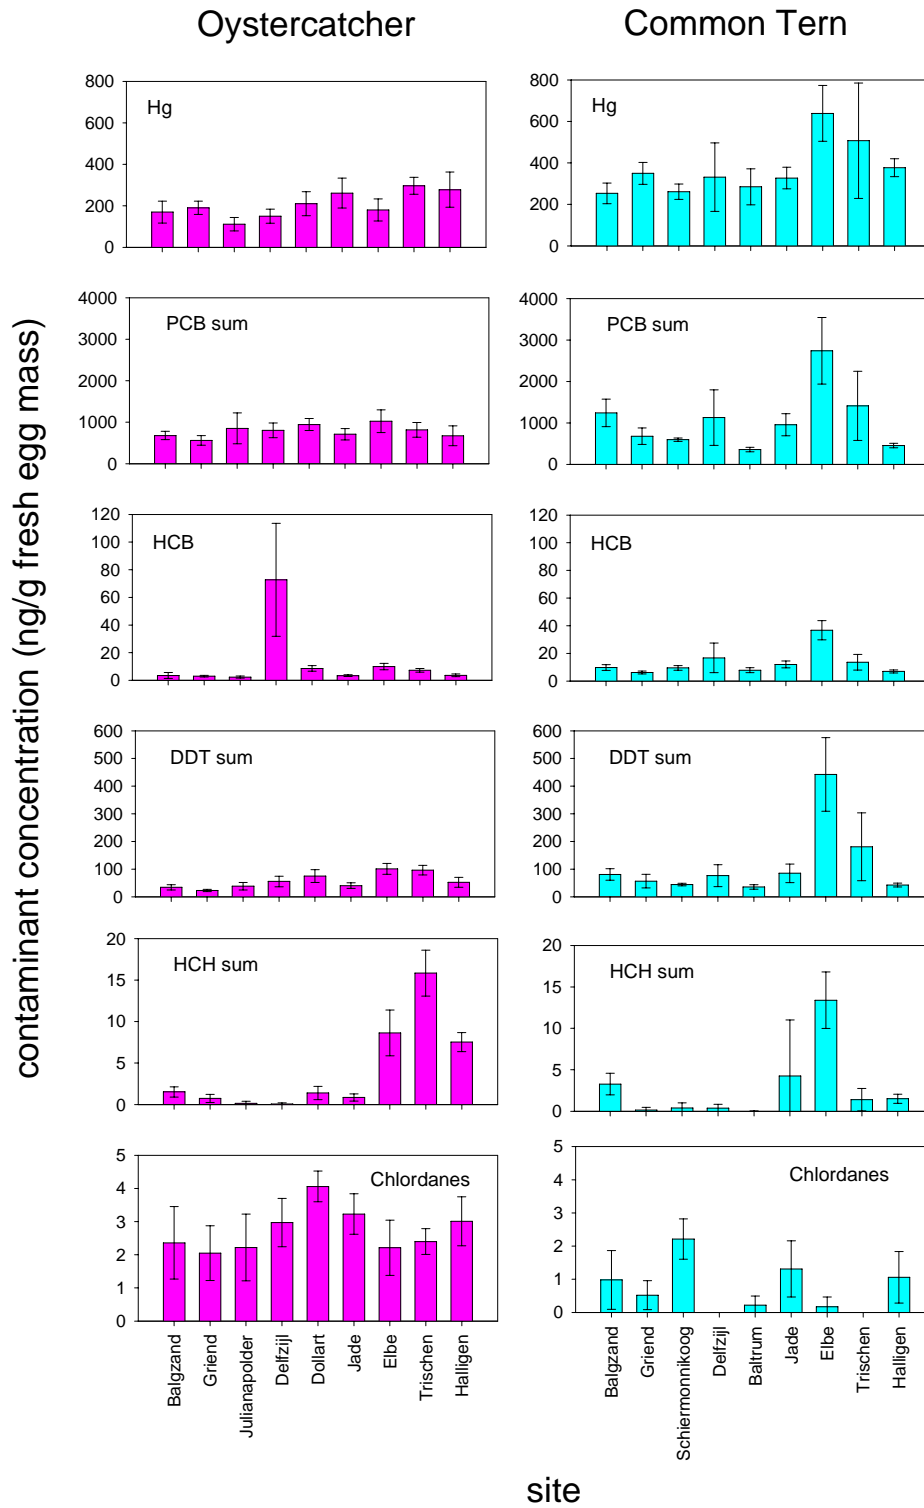 Oystercatcher
Common Tern
contaminant concentration (ng/g fresh egg mass)
Hg
800
600
400
200
0
Hg
800
600
400
200
0
PCB sum
4000
3000
2000
1000
0
PCB sum
4000
3000
2000
1000
0
HCB
120
100
80
60
40
20
0
HCB
120
100
80
60
40
20
0
DDT sum
600
500
400
300
200
100
0
DDT sum
600
500
400
300
200
100
0
HCH sum
20
15
10
5
0
HCH sum
20
15
10
5
0
Chlordanes
5
4
3
2
1
0
Chlordanes
5
4
3
2
1
0
Balgzand
Griend
Julianapolder
Delfzijl
Dollart
Jade
Elbe
Trischen
Halligen
Balgzand
Griend
Schiermonnikoog
Delfzijl
Baltrum
Jade
Elbe
Trischen
Halligen
site